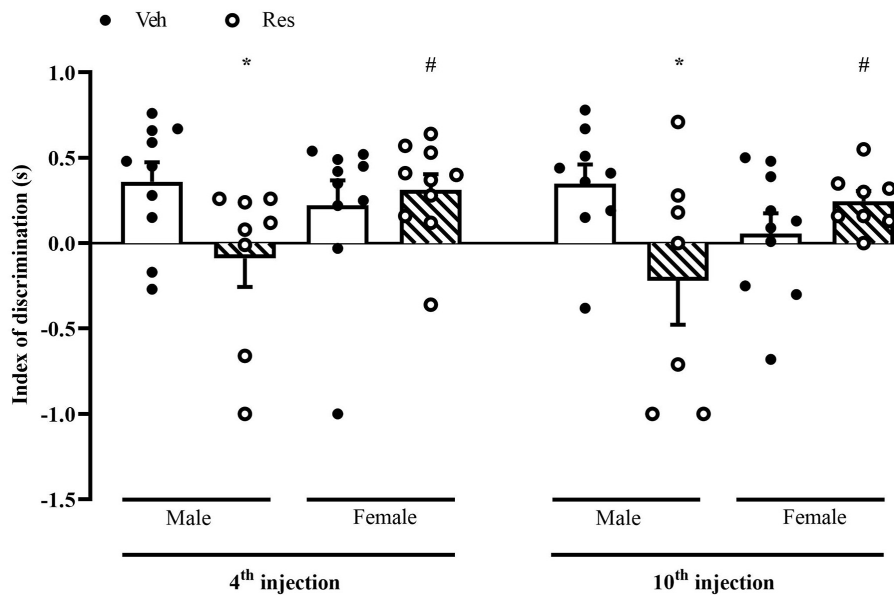 Veh Res
* # * #
1.0
0.5
0.0
-0.5
-1.0
-1.5
Index of discrimination (s)
Male Female Male Female
4th injection 10th injection